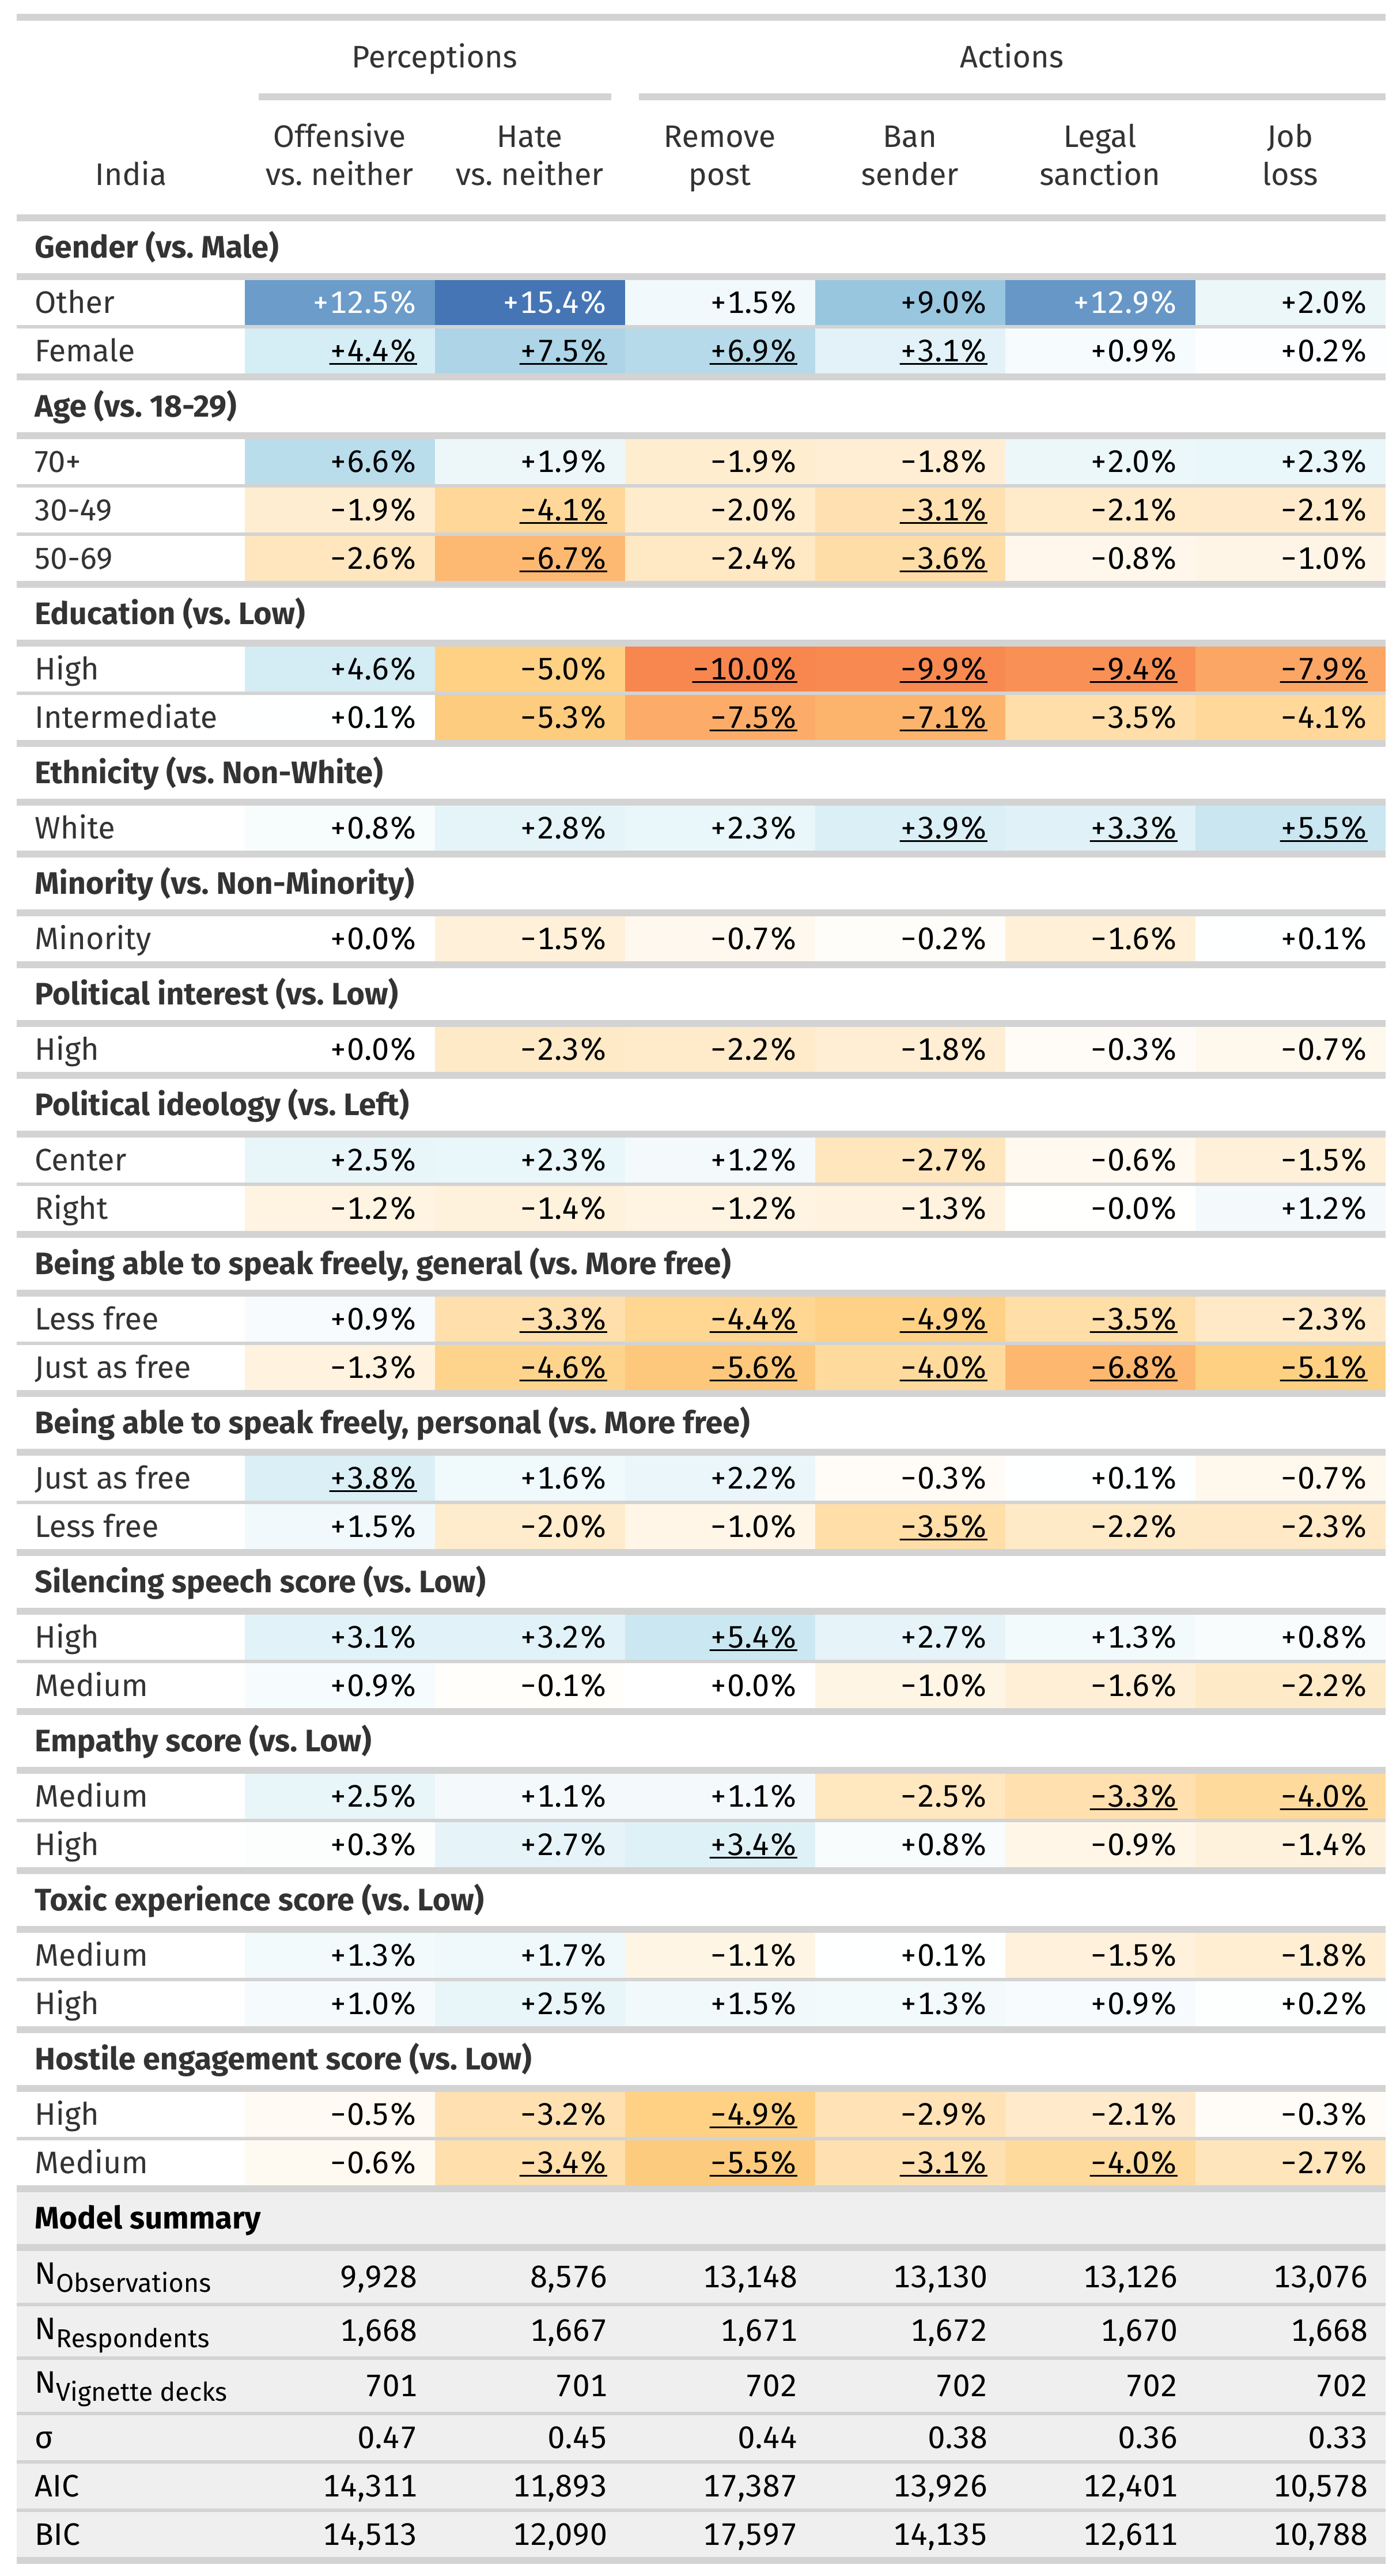 Perceptions Actions
Offensive Hate Remove Ban Legal Job
India vs. neither vs. neither post sender sanction loss
Gender (vs. Male)
Other +12.5% +15.4% +1.5% +9.0% +12.9% +2.0%
Female +4.4% +7.5% +6.9% +3.1% +0.9% +0.2%
Age (vs. 18-29)
70+ +6.6% +1.9% −1.9% −1.8% +2.0% +2.3%
30-49 −1.9% −4.1% −2.0% −3.1% −2.1% −2.1%
50-69 −2.6% −6.7% −2.4% −3.6% −0.8% −1.0%
Education (vs. Low)
High +4.6% −5.0% −10.0% −9.9% −9.4% −7.9%
Intermediate +0.1% −5.3% −7.5% −7.1% −3.5% −4.1%
Ethnicity (vs. Non-White)
White +0.8% +2.8% +2.3% +3.9% +3.3% +5.5%
Minority (vs. Non-Minority)
Minority +0.0% −1.5% −0.7% −0.2% −1.6% +0.1%
Political interest (vs. Low)
High +0.0% −2.3% −2.2% −1.8% −0.3% −0.7%
Political ideology (vs. Left)
Center +2.5% +2.3% +1.2% −2.7% −0.6% −1.5%
Right −1.2% −1.4% −1.2% −1.3% −0.0% +1.2%
Being able to speak freely, general (vs. More free)
Less free +0.9% −3.3% −4.4% −4.9% −3.5% −2.3%
Just as free −1.3% −4.6% −5.6% −4.0% −6.8% −5.1%
Being able to speak freely, personal (vs. More free)
Just as free +3.8% +1.6% +2.2% −0.3% +0.1% −0.7%
Less free +1.5% −2.0% −1.0% −3.5% −2.2% −2.3%
Silencing speech score (vs. Low)
High +3.1% +3.2% +5.4% +2.7% +1.3% +0.8%
Medium +0.9% −0.1% +0.0% −1.0% −1.6% −2.2%
Empathy score (vs. Low)
Medium +2.5% +1.1% +1.1% −2.5% −3.3% −4.0%
High +0.3% +2.7% +3.4% +0.8% −0.9% −1.4%
Toxic experience score (vs. Low)
Medium +1.3% +1.7% −1.1% +0.1% −1.5% −1.8%
High +1.0% +2.5% +1.5% +1.3% +0.9% +0.2%
Hostile engagement score (vs. Low)
High −0.5% −3.2% −4.9% −2.9% −2.1% −0.3%
Medium −0.6% −3.4% −5.5% −3.1% −4.0% −2.7%
Model summary
NObservations 9,928 8,576 13,148 13,130 13,126 13,076
NRespondents 1,668 1,667 1,671 1,672 1,670 1,668
NVignette decks 701 701 702 702 702 702
σ 0.47 0.45 0.44 0.38 0.36 0.33
AIC 14,311 11,893 17,387 13,926 12,401 10,578
BIC 14,513 12,090 17,597 14,135 12,611 10,788